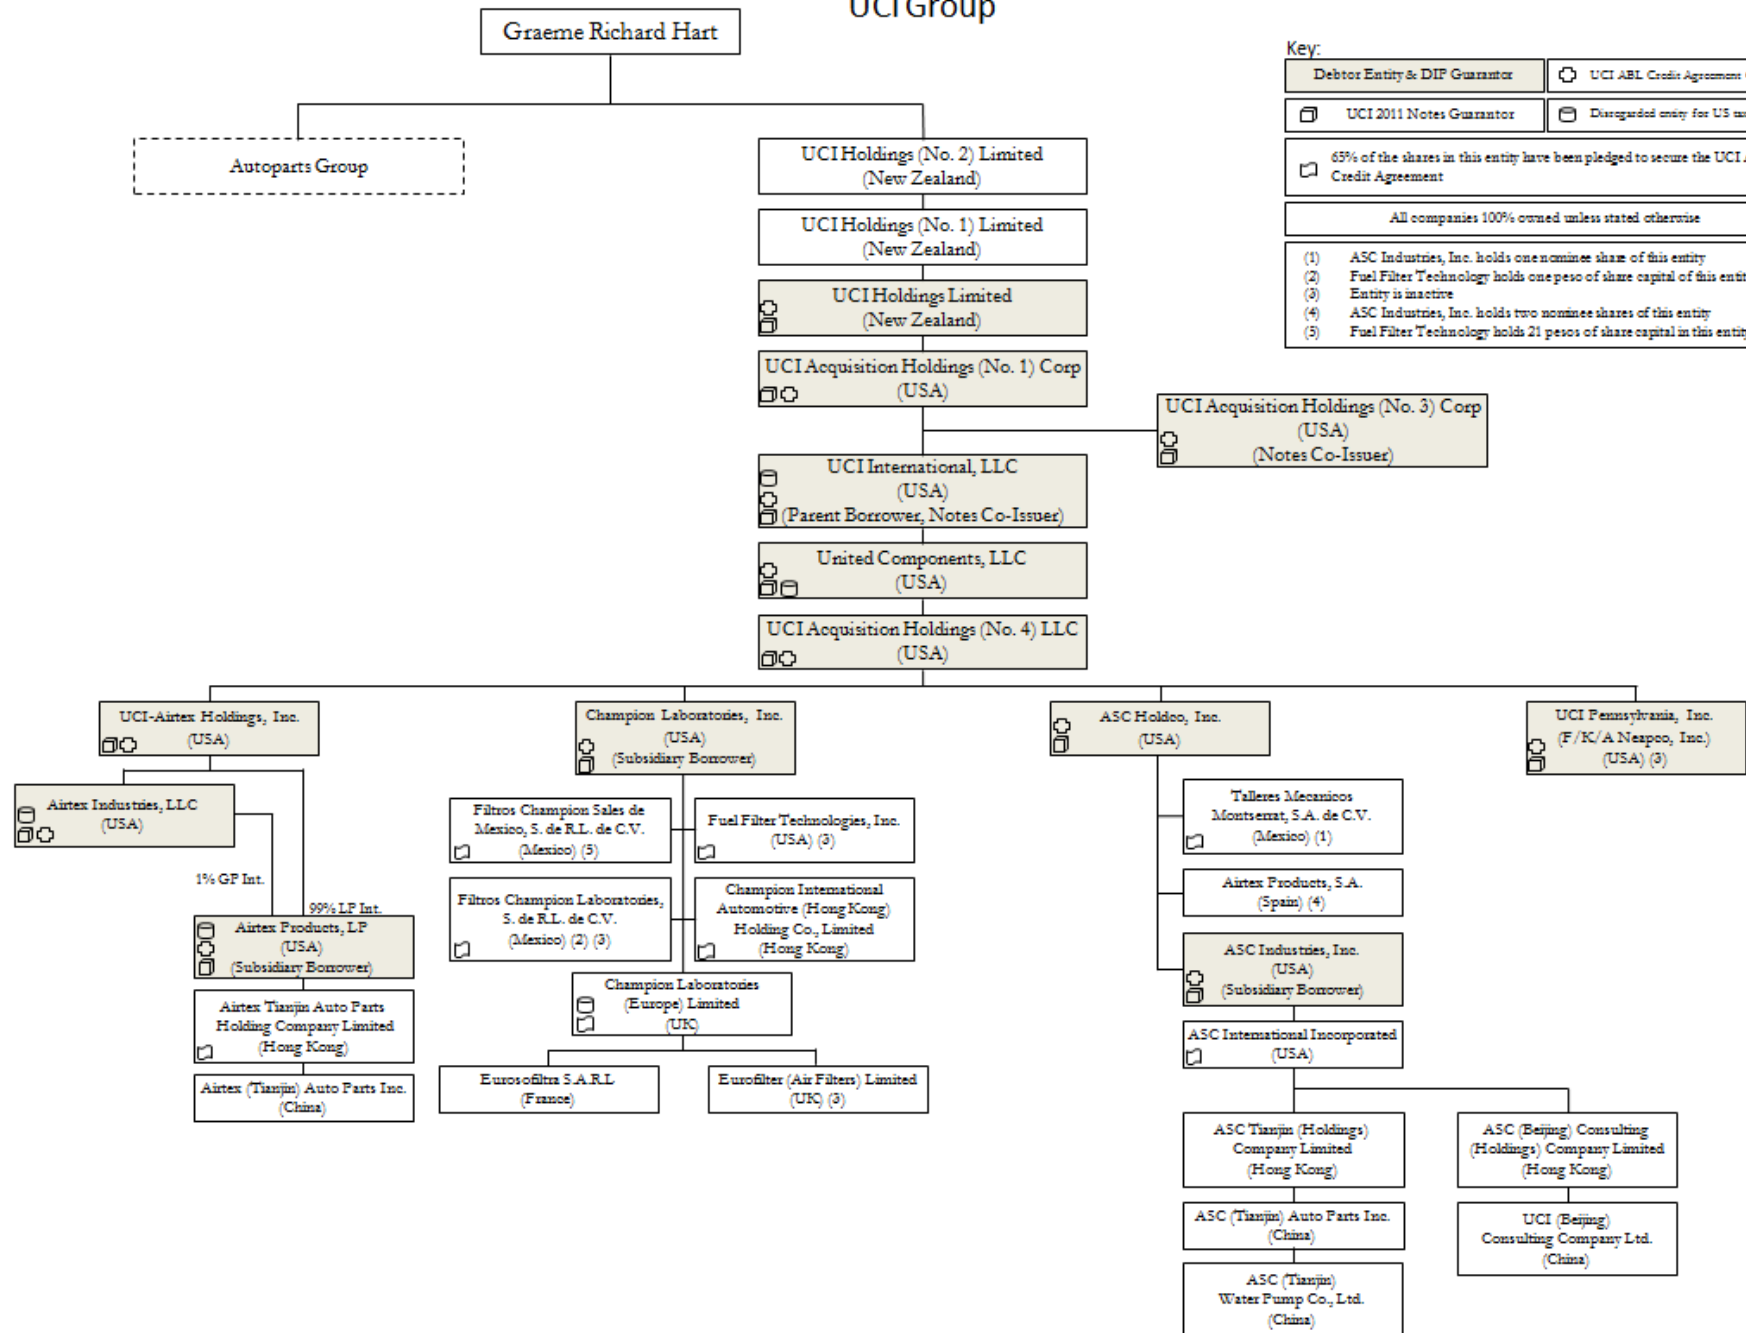 UCI Group
Graeme Richard Hart
Key:
Debtor Entity & DIP Guarantor
UCI ABL Credit Agreement
UCI 2011 Notes Guarantor
Disregarded entity for US
65% of the shares in this entity have been pledged to secure the UCI
Credit Agreement
All companies 100% owned unless stated otherwise
(1) ASC Industries, Inc. holds one nominee share of this entity
(2) Fuel Filter Technology holds one peso of share capital of this
(3) Entity is inactive
(4) ASC Industries, Inc. holds two nominee shares of this entity
(5) Fuel Filter Technology holds 21 pesos of share capital in this entity
Autoparts Group
UCI Holdings (No. 2) Limited
(New Zealand)
UCI Holdings (No. 1) Limited
(New Zealand)
UCI Holdings Limited
(New Zealand)
UCI Acquisition Holdings (No. 1) Corp
(USA)
UCI Acquisition Holdings (No. 3) Corp
(USA)
(Notes Co-Issuer)
UCI International, LLC
(USA)
(Parent Borrower, Notes Co-Issuer)
United Components, LLC
(USA)
UCI Acquisition Holdings (No. 4) LLC
(USA)
UCI-Airtex Holdings, Inc.
(USA)
Champion Laboratories, Inc.
(USA)
(Subsidiary Borrower)
ASC Holdco, Inc.
(USA)
UCI Pennsylvania, Inc.
(F/K/A Neapco, Inc.)
(USA) (3)
Airtex Industries, LLC
(USA)
1% GP Int.
99% LP Int.
Airtex Products, LP
(USA)
(Subsidiary Borrower)
Airtex Tianjin Auto Parts
Holding Company Limited
(Hong Kong)
Airtex (Tianjin) Auto Parts Inc.
(China)
Filtros Champion Sales de
Mexico, S. de R.L. de C.V.
(Mexico) (5)
Fuel Filter Technologies, Inc.
(USA) (3)
Filtros Champion Laboratories,
S. de R.L. de C.V.
(Mexico) (2) (3)
Champion International
Automotive (Hong Kong)
Holding Co., Limited
(Hong Kong)
Champion Laboratories
(Europe) Limited
(UK)
Eurosofiltra S.A.R.L
(France)
Eurofilter (Air Filters) Limited
(UK) (3)
Talleres Mecanicos
Montserrat, S.A. de C.V.
(Mexico) (1)
Airtex Products, S.A.
(Spain) (4)
ASC Industries, Inc.
(USA)
(Subsidiary Borrower)
ASC International Incorporated
(USA)
ASC Tianjin (Holdings)
Company Limited
(Hong Kong)
ASC (Beijing) Consulting
(Holdings) Company Limited
(Hong Kong)
ASC (Tianjin) Auto Parts Inc.
(China)
UCI (Beijing)
Consulting Company Ltd.
(China)
ASC (Tianjin)
Water Pump Co., Ltd.
(China)